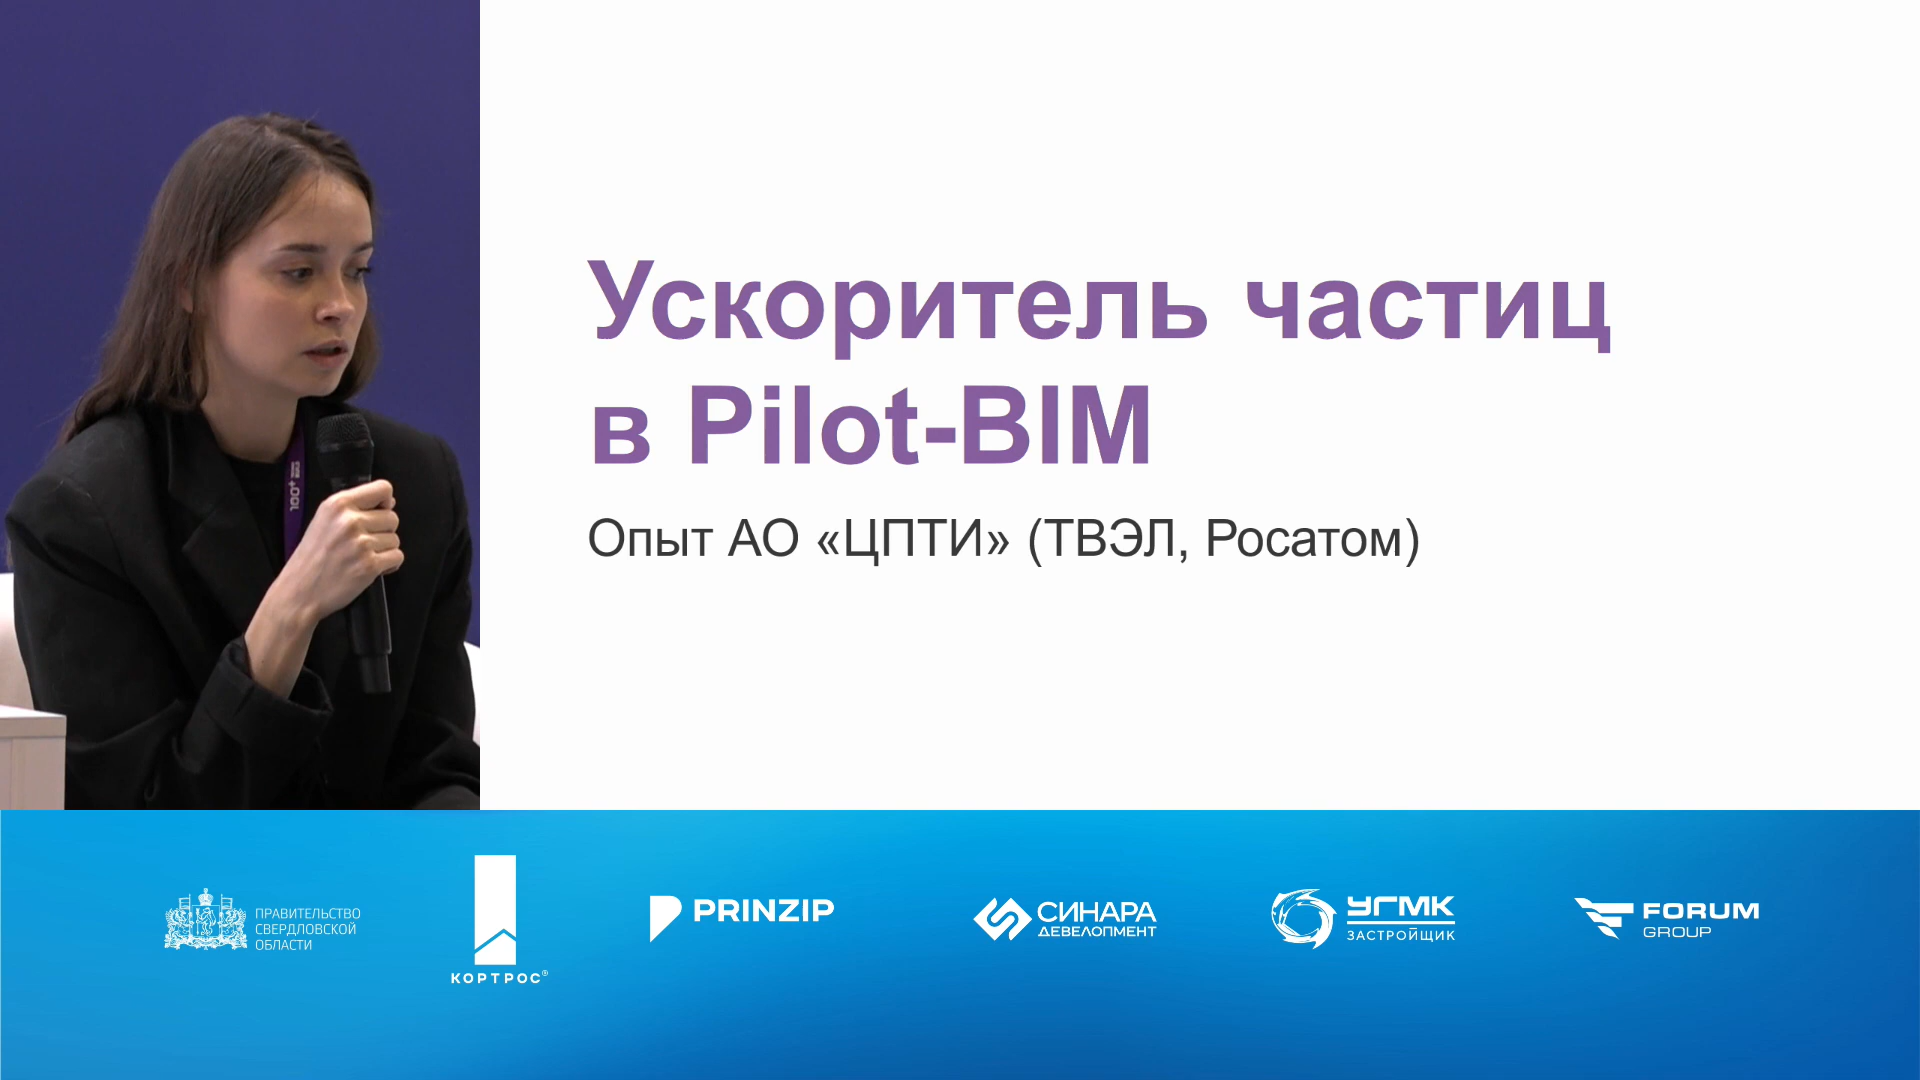 100+
Ускоритель частиц
в Pilot-BIM
Опыт АО «ЦПТИ» (ТВЭЛ, Росатом)
ПРАВИТЕЛЬСТВО
СВЕРДЛОВСКОЙ
ОБЛАСТИ
КОРТРОС®
PRINZIP
СИНАРА
ДЕВЕЛОПМЕНТ
УГМК
ЗАСТРОЙЩИК
FORUM
GROUP